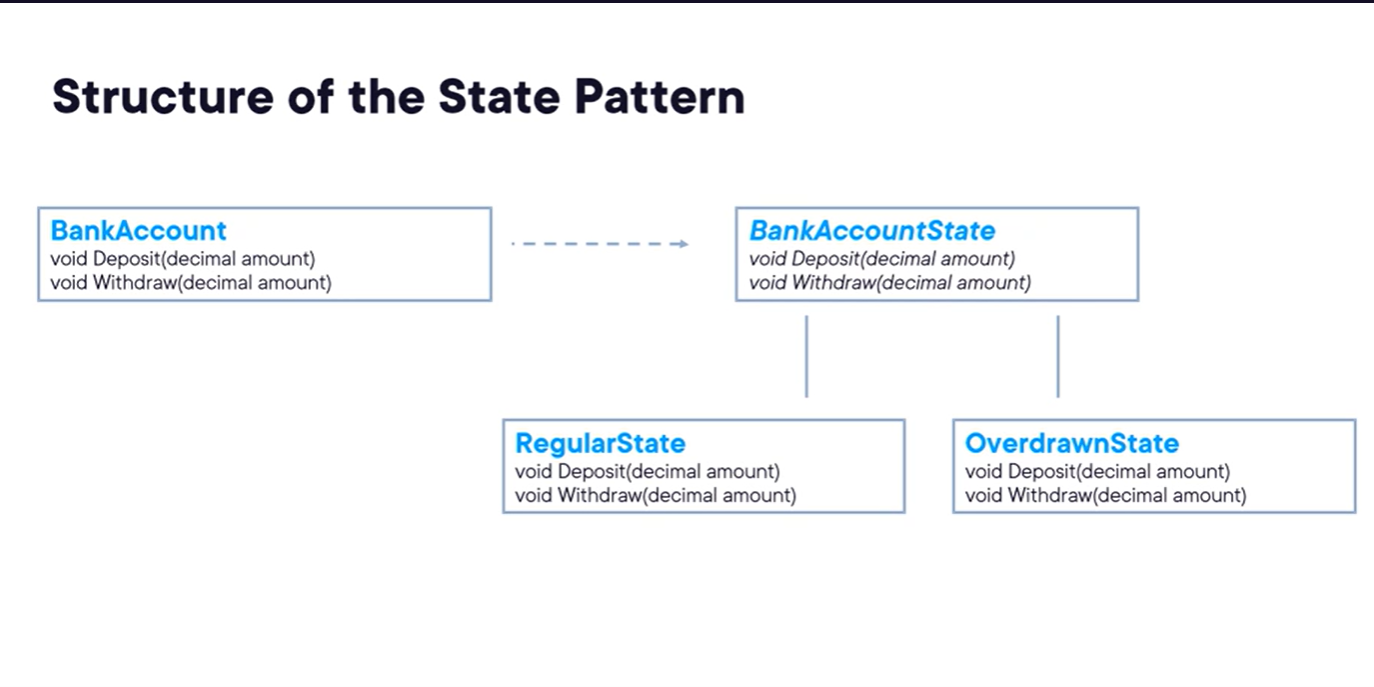 Structure of the State Pattern
BankAccount
void Deposit(decimal amount)
void Withdraw(decimal amount)
BankAccountState
void Deposit(decimal amount)
void Withdraw(decimal amount)
RegularState
void Deposit(decimal amount)
void Withdraw(decimal amount)
OverdrawnState
void Deposit(decimal amount)
void Withdraw(decimal amount)